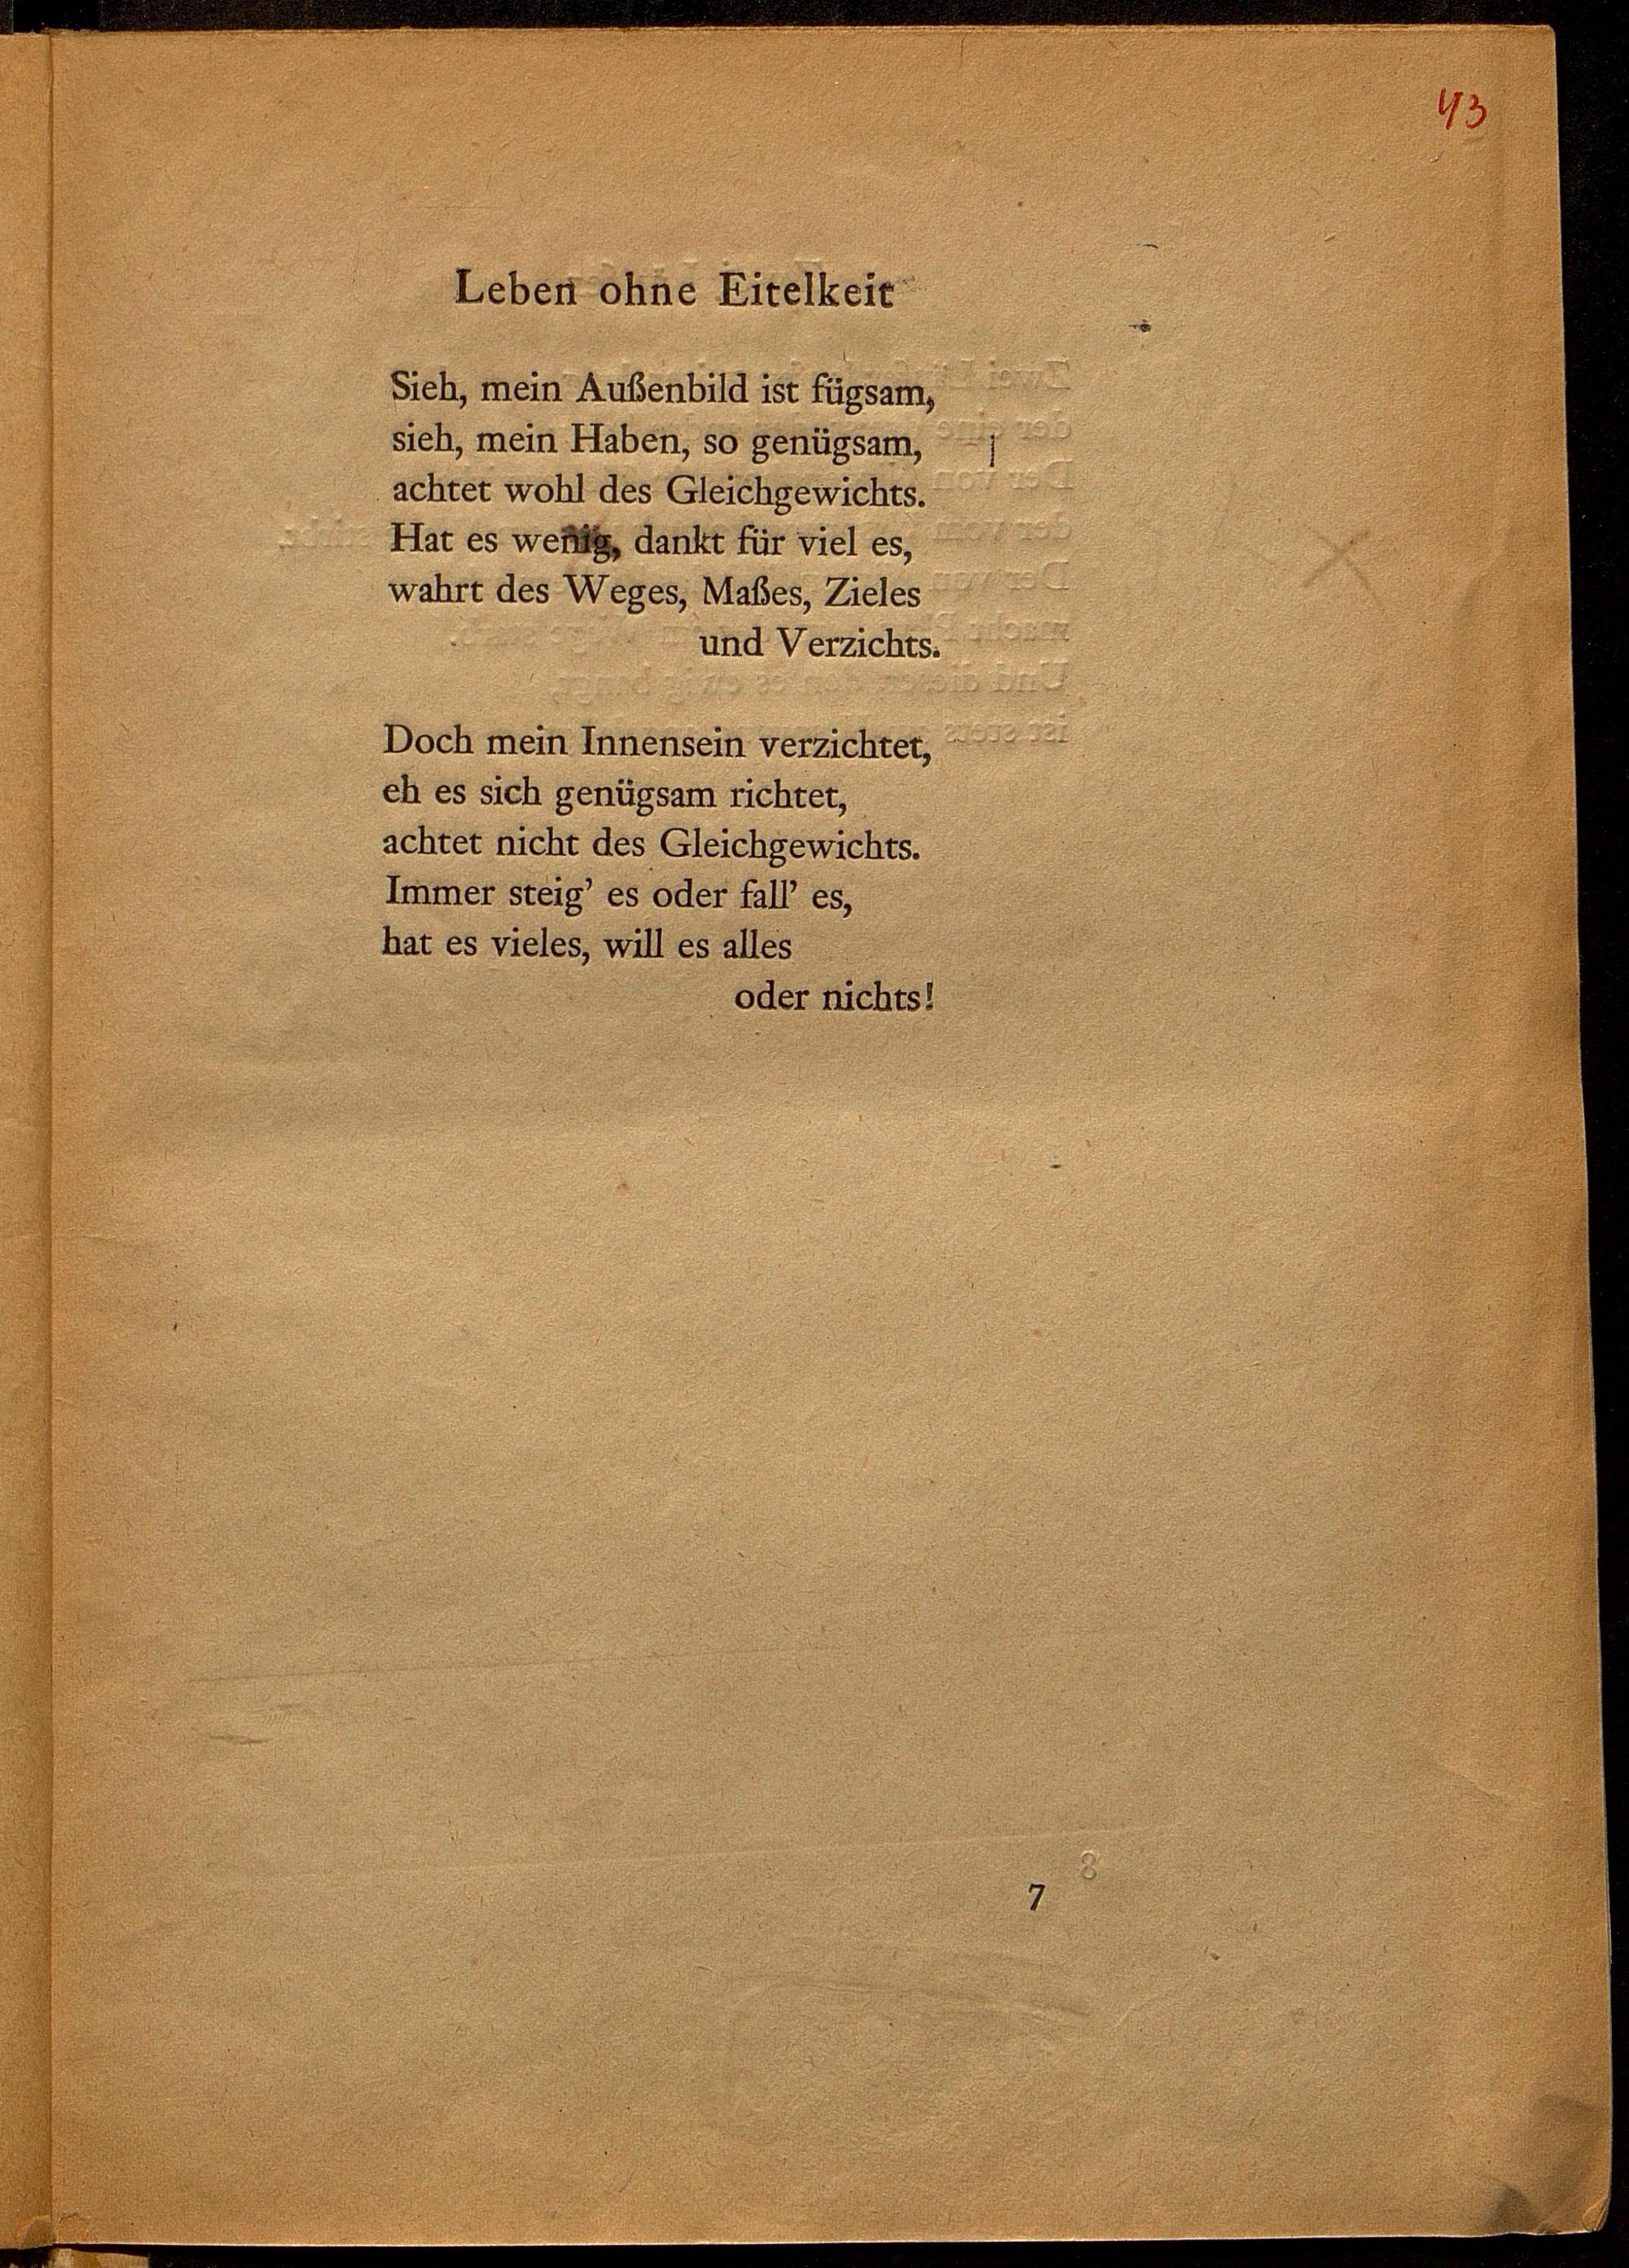 43
Leben ohne Eitelkeit
Sieh, mein Außenbild ist fügsam,
sieh, mein Haben, so genügsam,
achtet wohl des Gleichgewichts.
Hat es wenig, dankt für viel es,
wahrt des Weges, Maßes, Zieles
und Verzichts.
Doch mein Innensein verzichtet,
eh es sich genügsam richtet,
achtet nicht des Gleichgewichts.
Immer steig’ es oder fall’ es,
hat es vieles, will es alles
oder nichts!
7